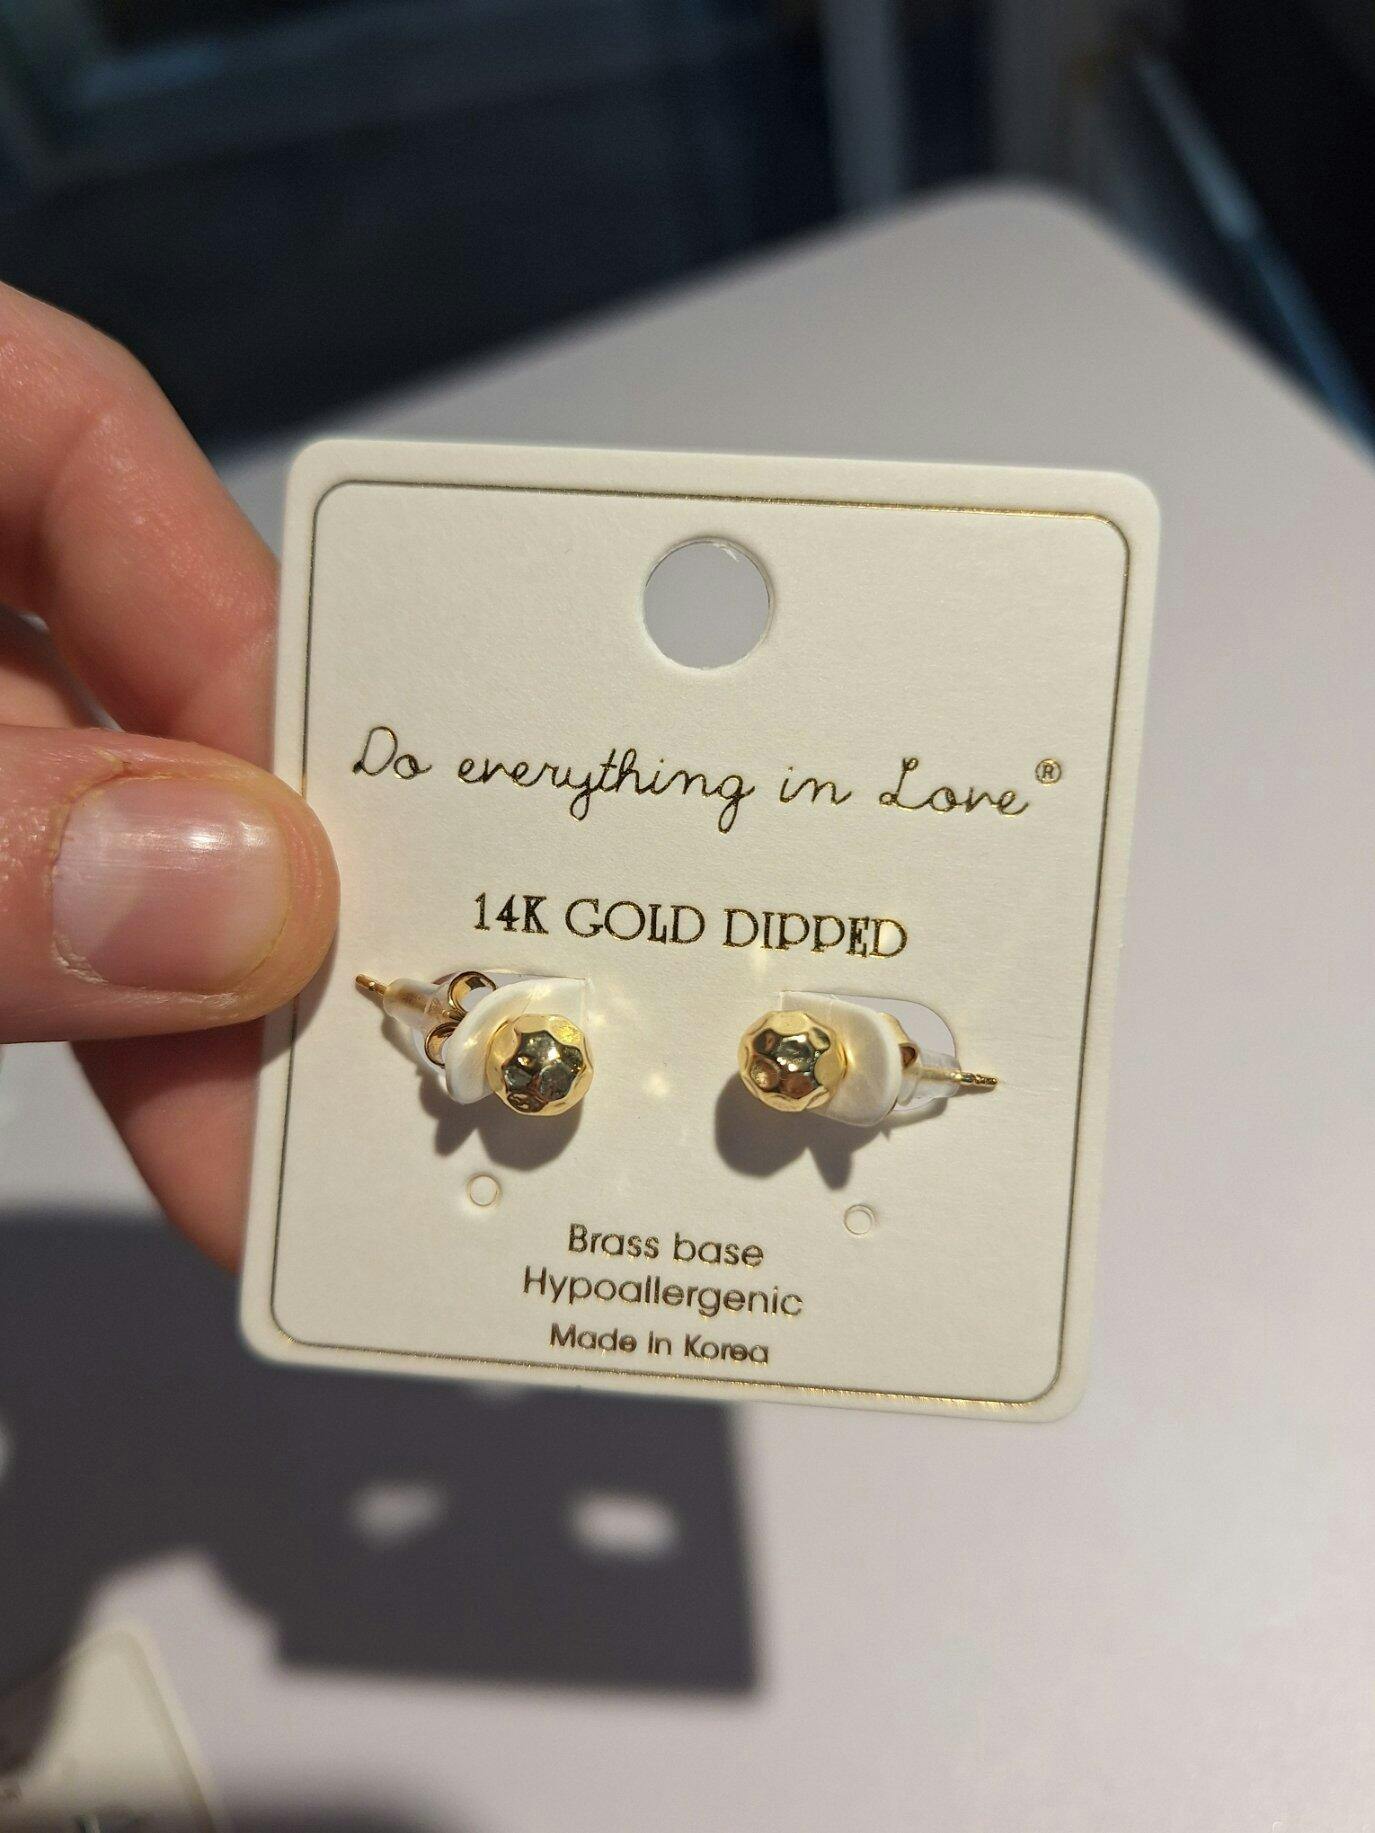 Do everything in Love®
14K GOLD DIPPED
Brass base
Hypoallergenic
Made in Korea